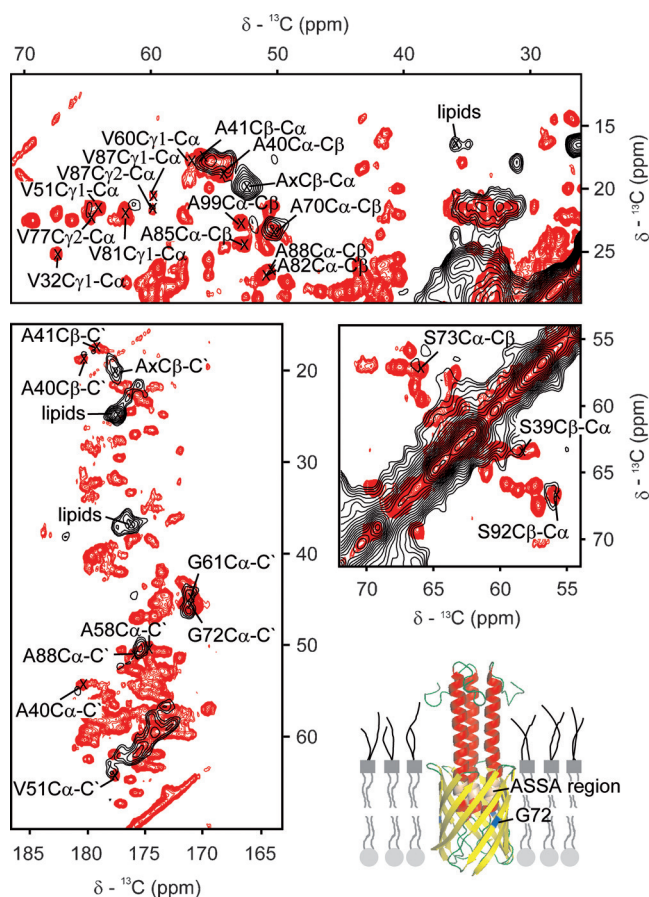 δ - ¹³C (ppm)
70 60 50 40 30
lipids
15
20
25
δ - ¹³C (ppm)
V60Cγ1-Cα
A41Cβ-Cα
V87Cγ1-Cα
A40Cα-Cβ
V87Cγ2-Cα
AxCβ-Cα
V51Cγ1-Cα
A99Cα-Cβ
A70Cα-Cβ
V77Cγ2-Cα
V81Cγ1-Cα
A85Cα-Cβ
A88Cα-Cβ
V32Cγ1-Cα
A82Cα-Cβ
A41Cβ-C`
AxCβ-C`
A40Cβ-C`
lipids
lipids
G61Cα-C`
A58Cα-C`
G72Cα-C`
A88Cα-C`
A40Cα-C`
V51Cα-C`
20
30
40
50
60
185 175 170 165
δ - ¹³C (ppm)
S73Cα-Cβ
S39Cβ-Cα
S92Cβ-Cα
55
60
65
70
δ - ¹³C (ppm)
70 65 60 55
δ - ¹³C (ppm)
ASSA region
G72